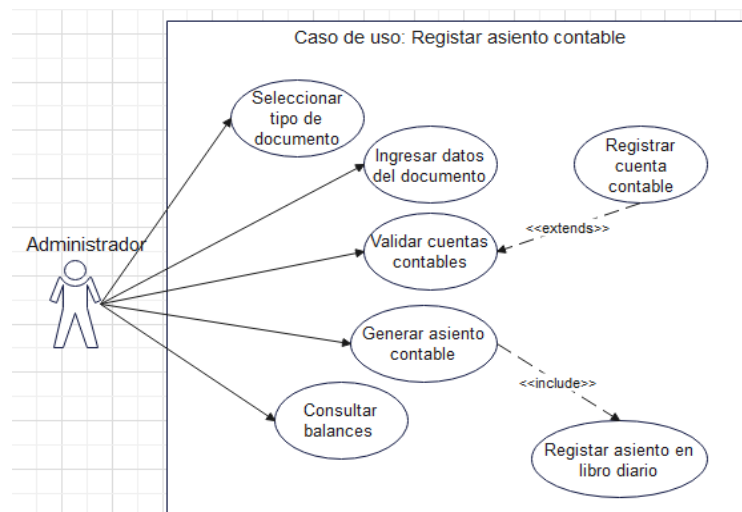 Caso de uso: Registar asiento contable
Seleccionar
tipo de
documento
Ingresar datos
del documento
Registrar
cuenta
contable
<<extends>>
Administrador
Validar cuentas
contables
Generar asiento
contable
<<include>>
Consultar
balances
Registar asiento en
libro diario